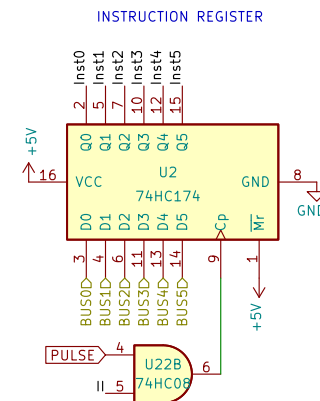 INSTRUCTION REGISTER
Inst0 Inst1 Inst2 Inst3 Inst4 Inst5
2 5 7 10 12 15
Q0 Q1 Q2 Q3 Q4 Q5
+5V 16 VCC U2 GND 8
74HC174
GND
D0 D1 D2 D3 D4 D5 Cp Mr
3 4 6 11 13 14 9 1
BUS0 BUS1 BUS2 BUS3 BUS4 BUS5 +5V
PULSE 4
U22B 6
II 5 74HC08